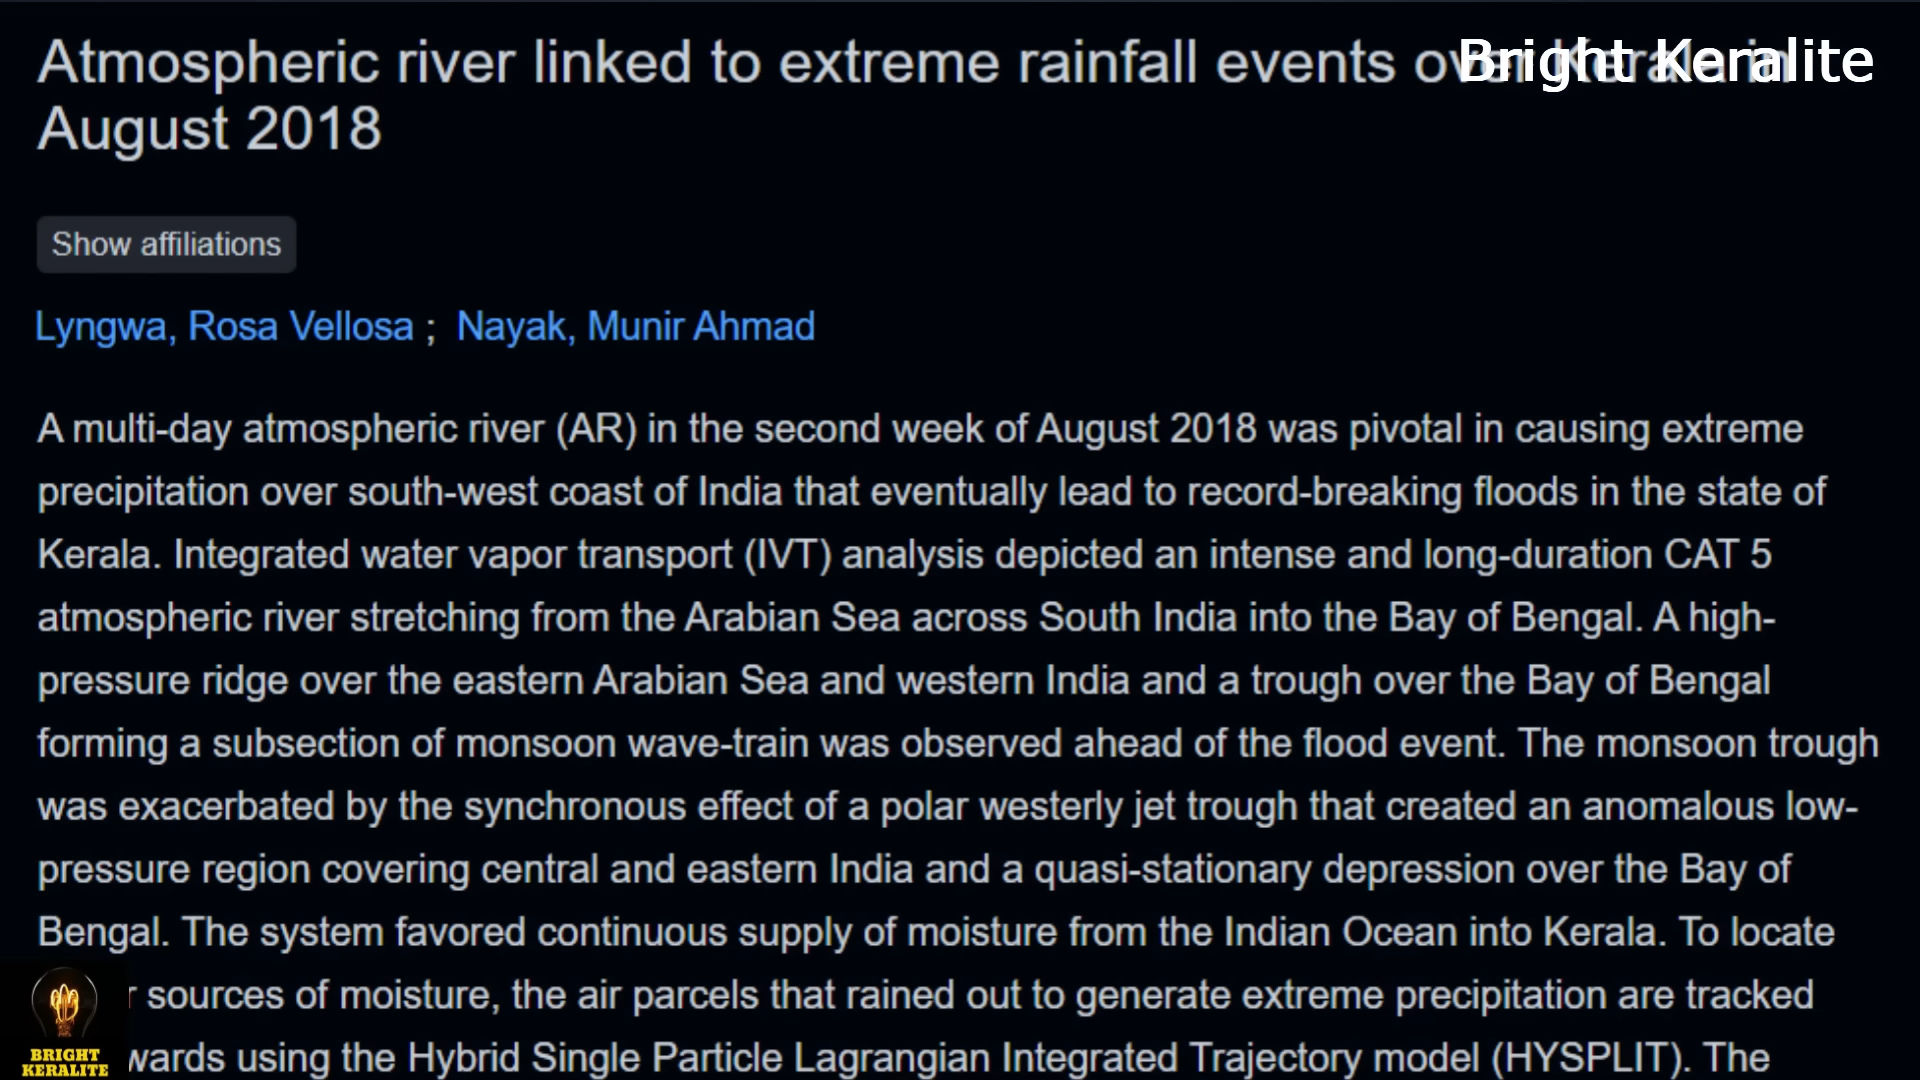 Atmospheric river linked to extreme rainfall events over Kerala in
Bright Keralite
August 2018
Show affiliations
Lyngwa, Rosa Vellosa ; Nayak, Munir Ahmad
A multi-day atmospheric river (AR) in the second week of August 2018 was pivotal in causing extreme
precipitation over south-west coast of India that eventually lead to record-breaking floods in the state of
Kerala. Integrated water vapor transport (IVT) analysis depicted an intense and long-duration CAT 5
atmospheric river stretching from the Arabian Sea across South India into the Bay of Bengal. A high-
pressure ridge over the eastern Arabian Sea and western India and a trough over the Bay of Bengal
forming a subsection of monsoon wave-train was observed ahead of the flood event. The monsoon trough
was exacerbated by the synchronous effect of a polar westerly jet trough that created an anomalous low-
pressure region covering central and eastern India and a quasi-stationary depression over the Bay of
Bengal. The system favored continuous supply of moisture from the Indian Ocean into Kerala. To locate
r sources of moisture, the air parcels that rained out to generate extreme precipitation are tracked
wards using the Hybrid Single Particle Lagrangian Integrated Trajectory model (HYSPLIT). The
BRIGHT
KERALITE